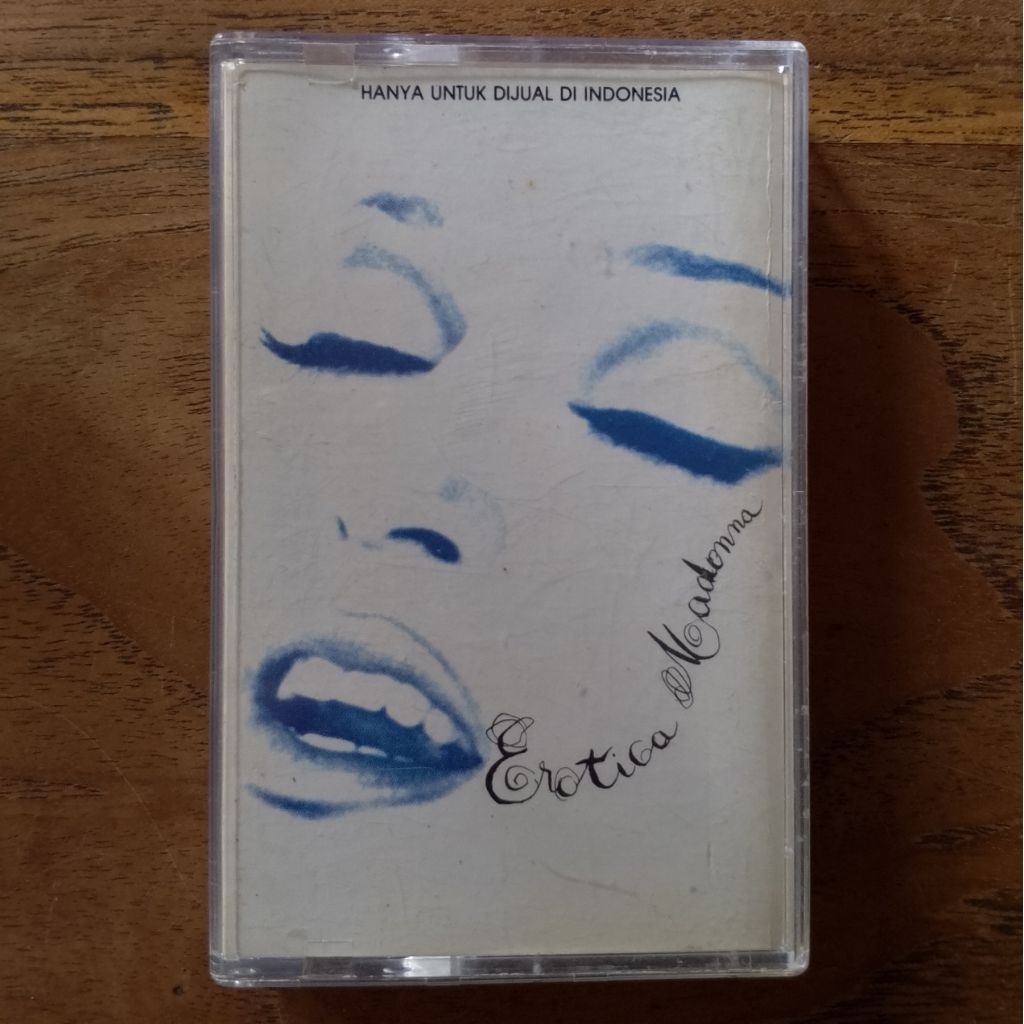 HANYA UNTUK DIJUAL DI INDONESIA
Erotica Madonna